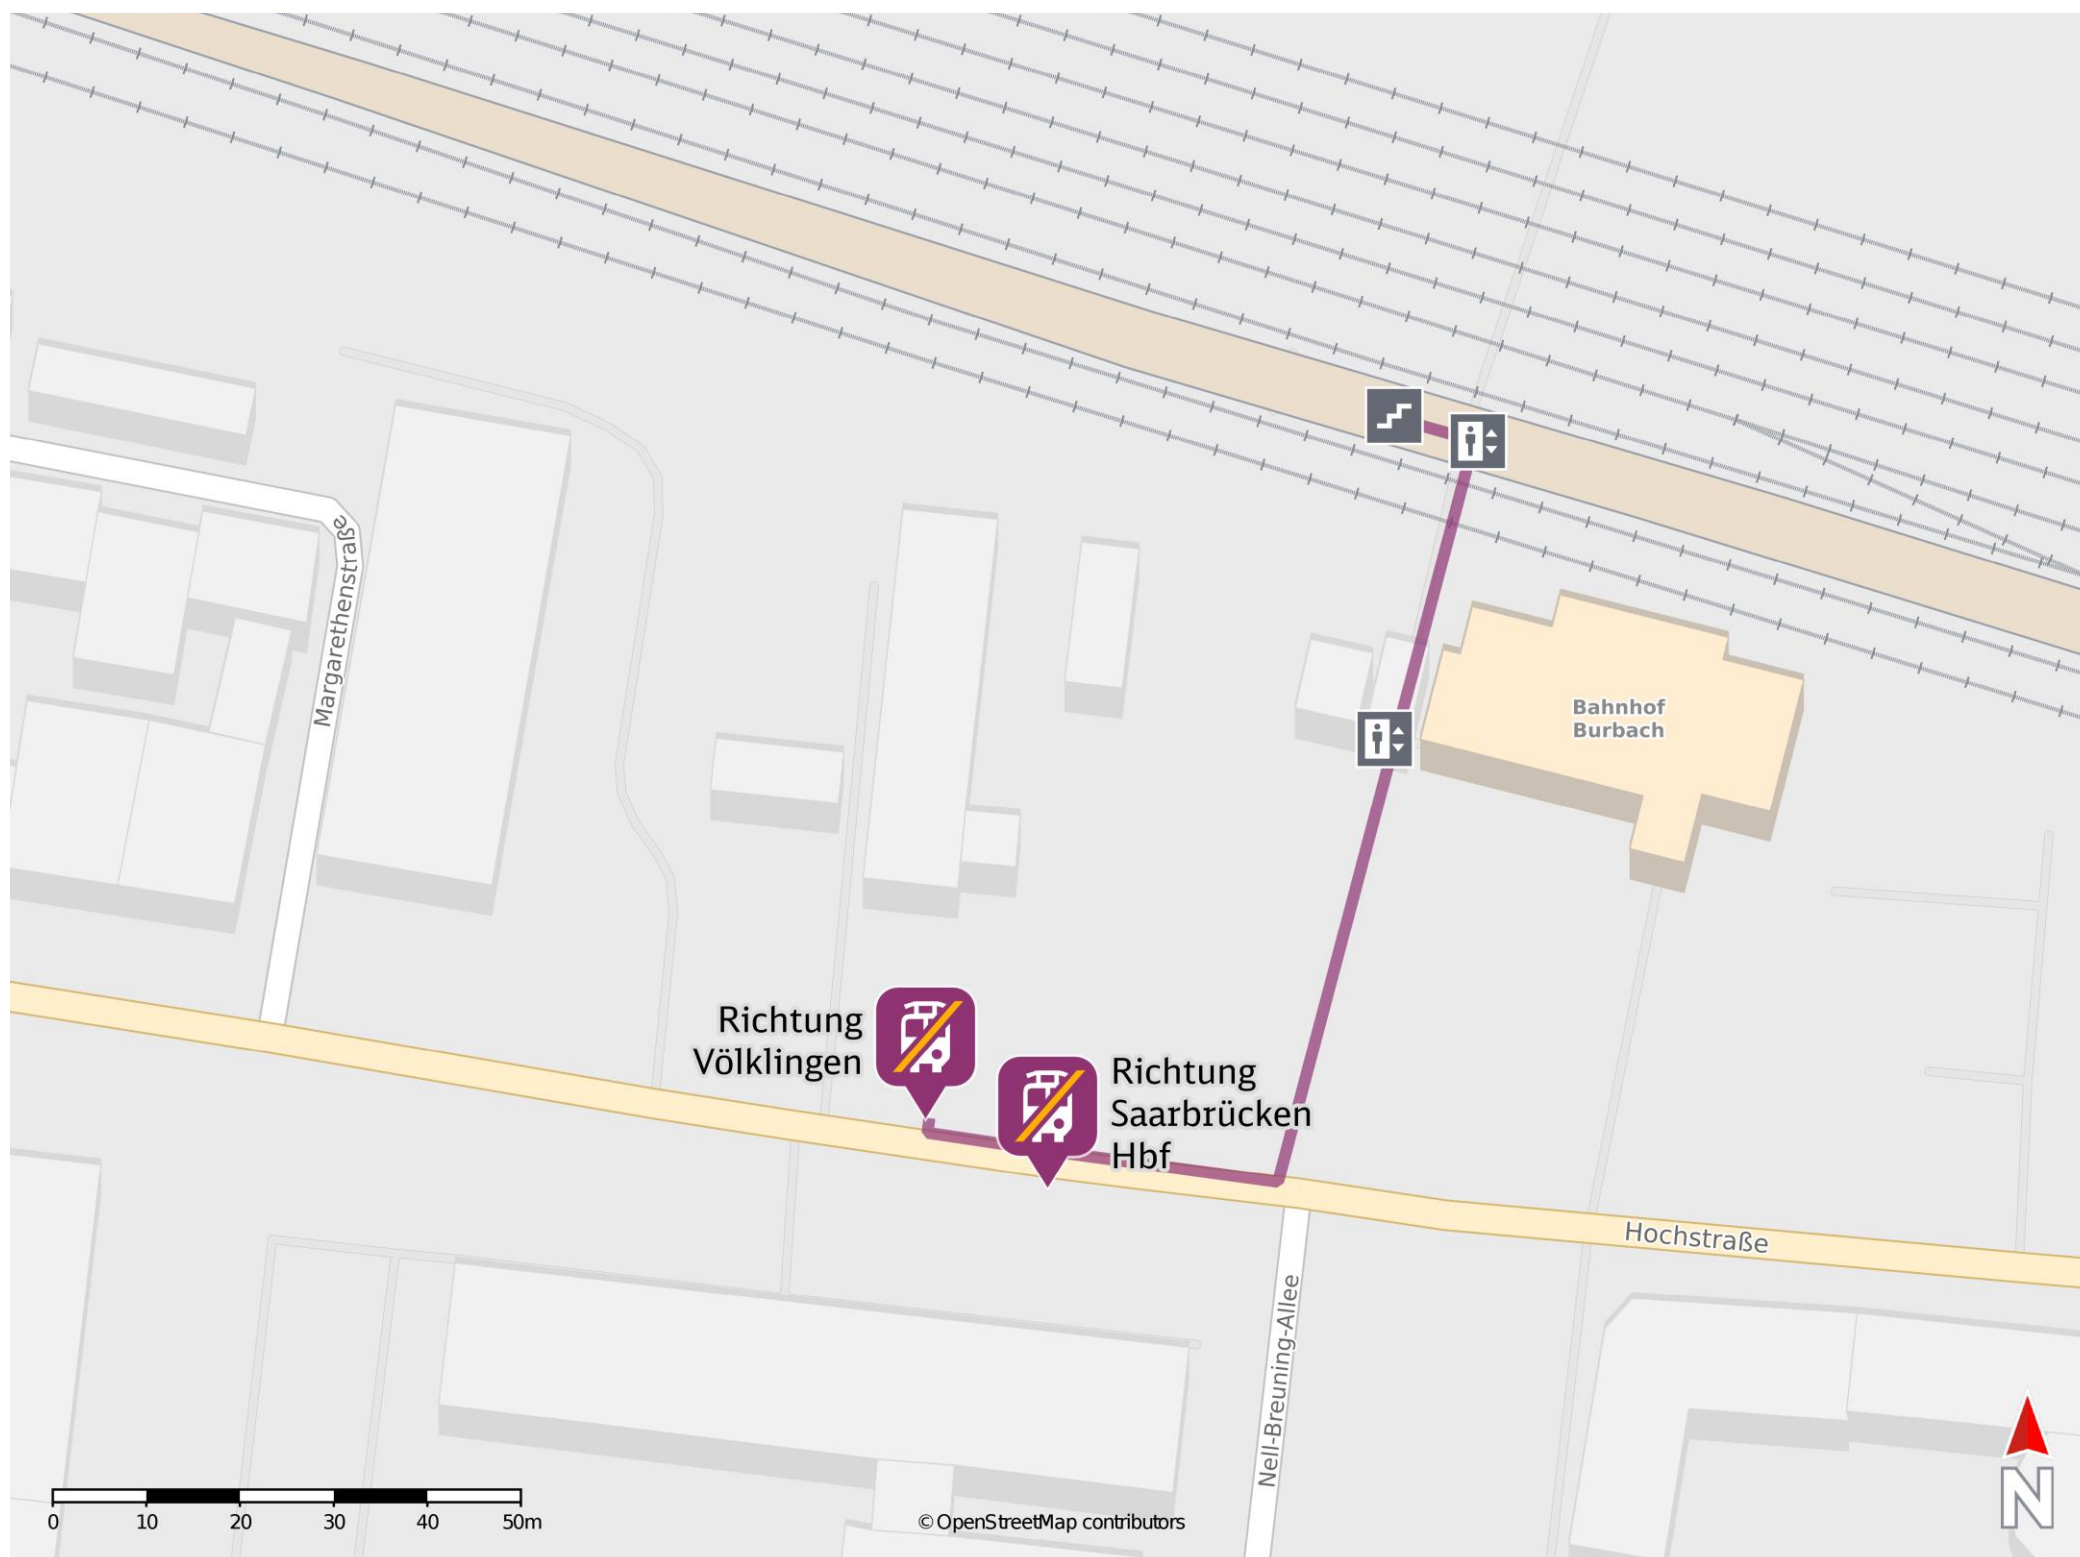 Margarethenstraße
Bahnhof
Burbach
Richtung
Völklingen
Richtung
Saarbrücken
Hbf
Hochstraße
Nell-Breuning-Allee
N
0 10 20 30 40 50m
© OpenStreetMap contributors